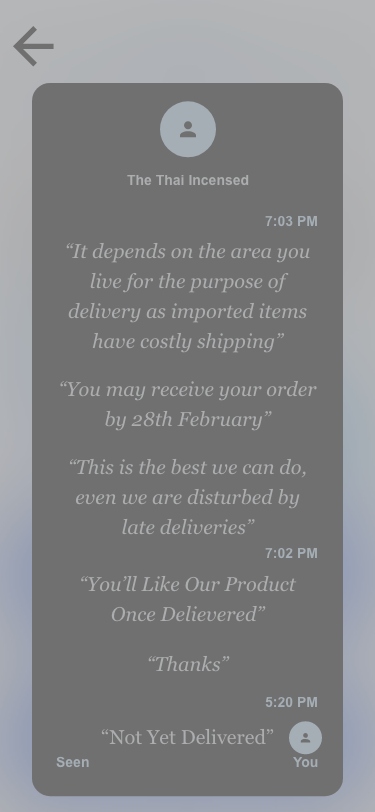 The Thai Incensed
7:03 PM
“It depends on the area you
live for the purpose of
delivery as imported items
have costly shipping”
“You may receive your order
by 28th February”
“This is the best we can do,
even we are disturbed by
late deliveries”
7:02 PM
“You’ll Like Our Product
Once Delievered”
“Thanks”
5:20 PM
“Not Yet Delivered”
Seen
You